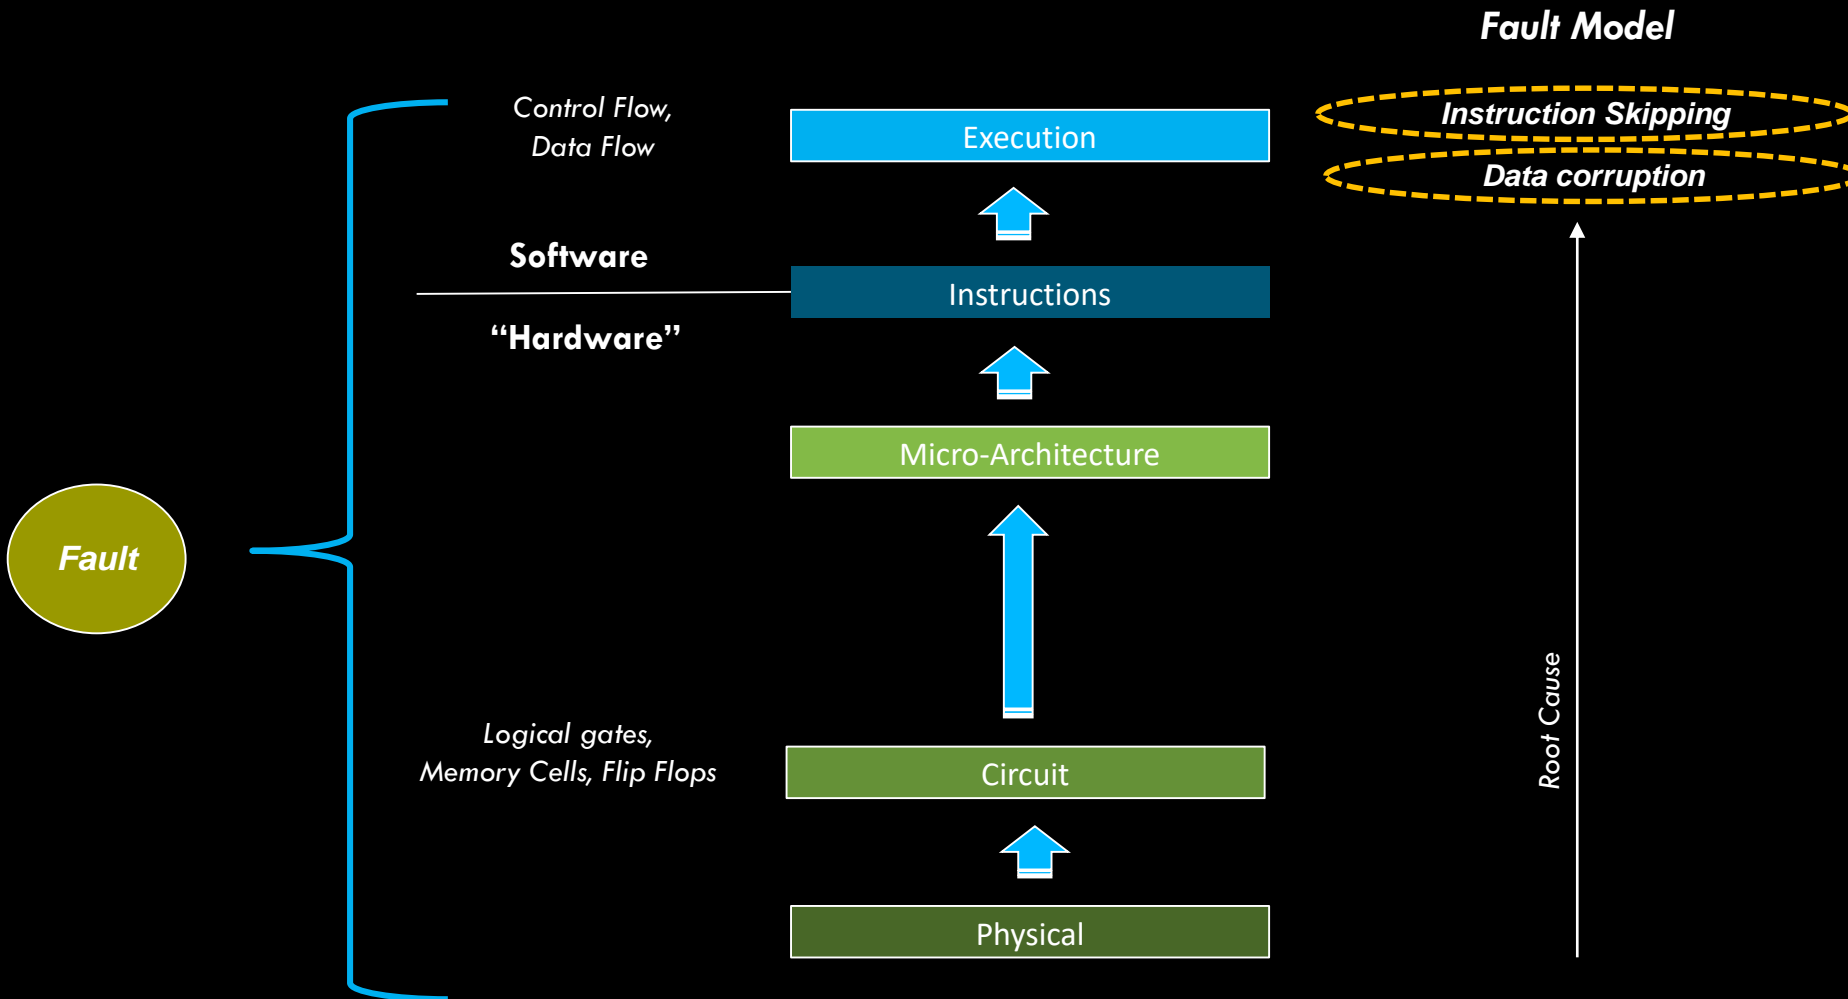 Fault Model
Control Flow,
Data Flow
Execution
Instruction Skipping
Data corruption
Software
Instructions
“Hardware”
Micro-Architecture
Fault
Logical gates,
Memory Cells, Flip Flops
Circuit
Root Cause
Physical